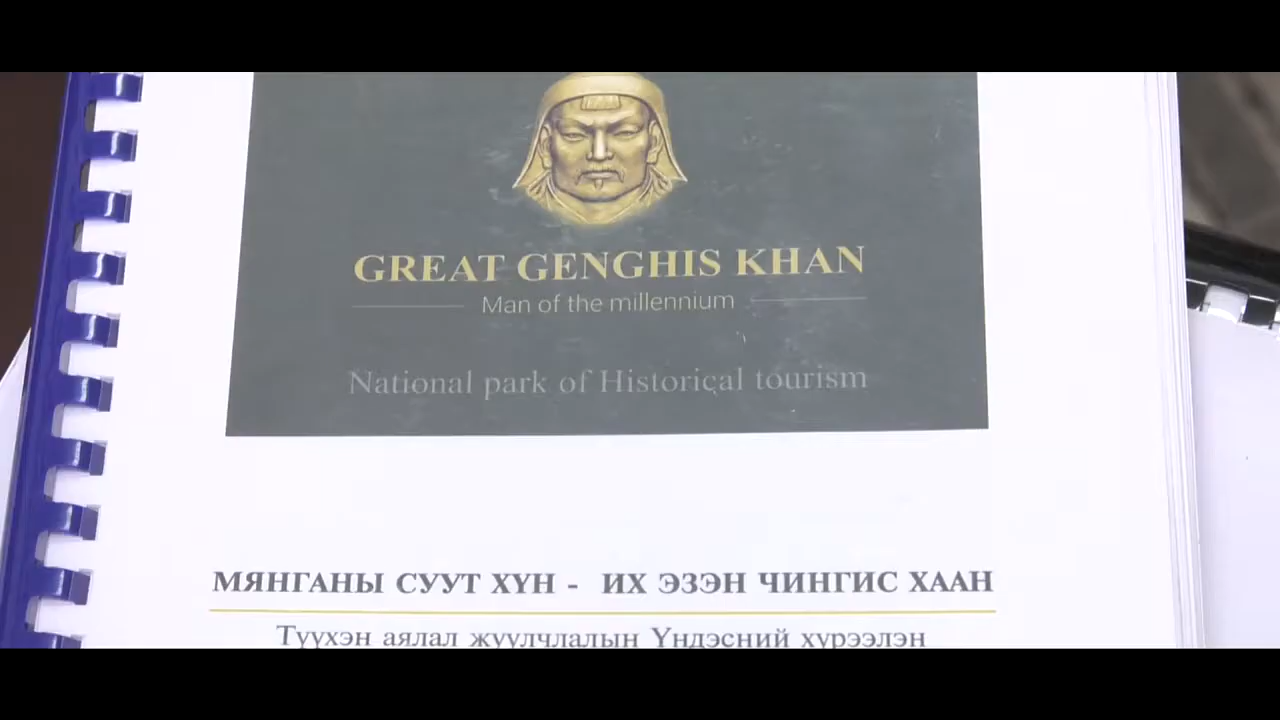 GREAT GENGHIS KHAN
Man of the millennium
National park of Historical tourism
МЯНГАНЫ СУУТ ХҮН - ИХ ЭЗЭН ЧИНГИС ХААН
Түүхэн аялал жуулчлалын Үндэсний хүрээлэн